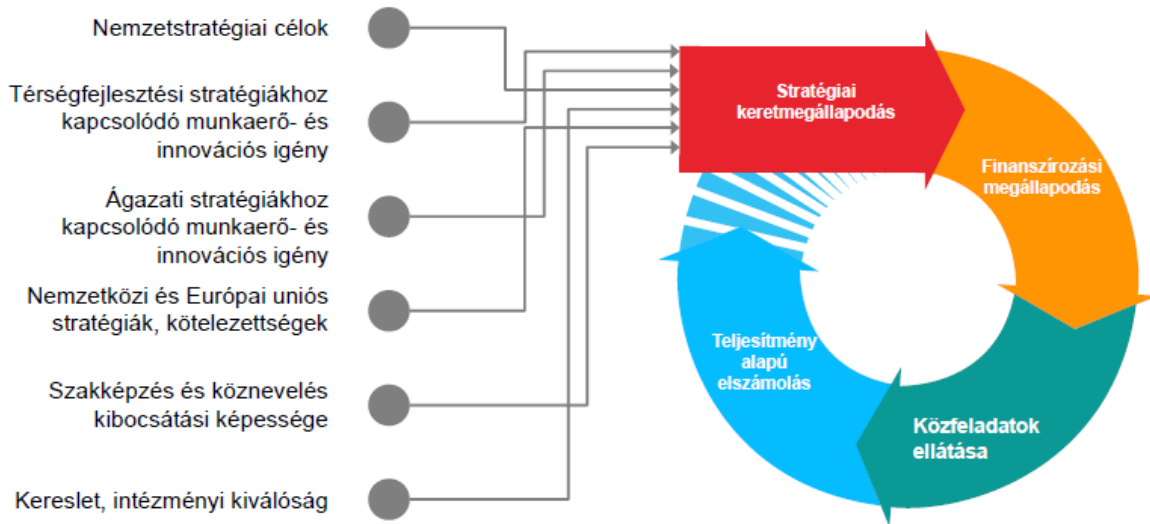 Nemzetstratégiai célok
Térségfejlesztési stratégiákhoz
kapcsolódó munkaerő- és
innovációs igény
Ágazati stratégiákhoz
kapcsolódó munkaerő- és
innovációs igény
Nemzetközi és Európai uniós
stratégiák, kötelezettségek
Szakképzés és köznevelés
kibocsátási képessége
Kereslet, intézményi kiválóság
Stratégiai
keretmegállapodás
Finanszírozási
megállapodás
Közfeladatok
ellátása
Teljesítmény
alapú
elszámolás